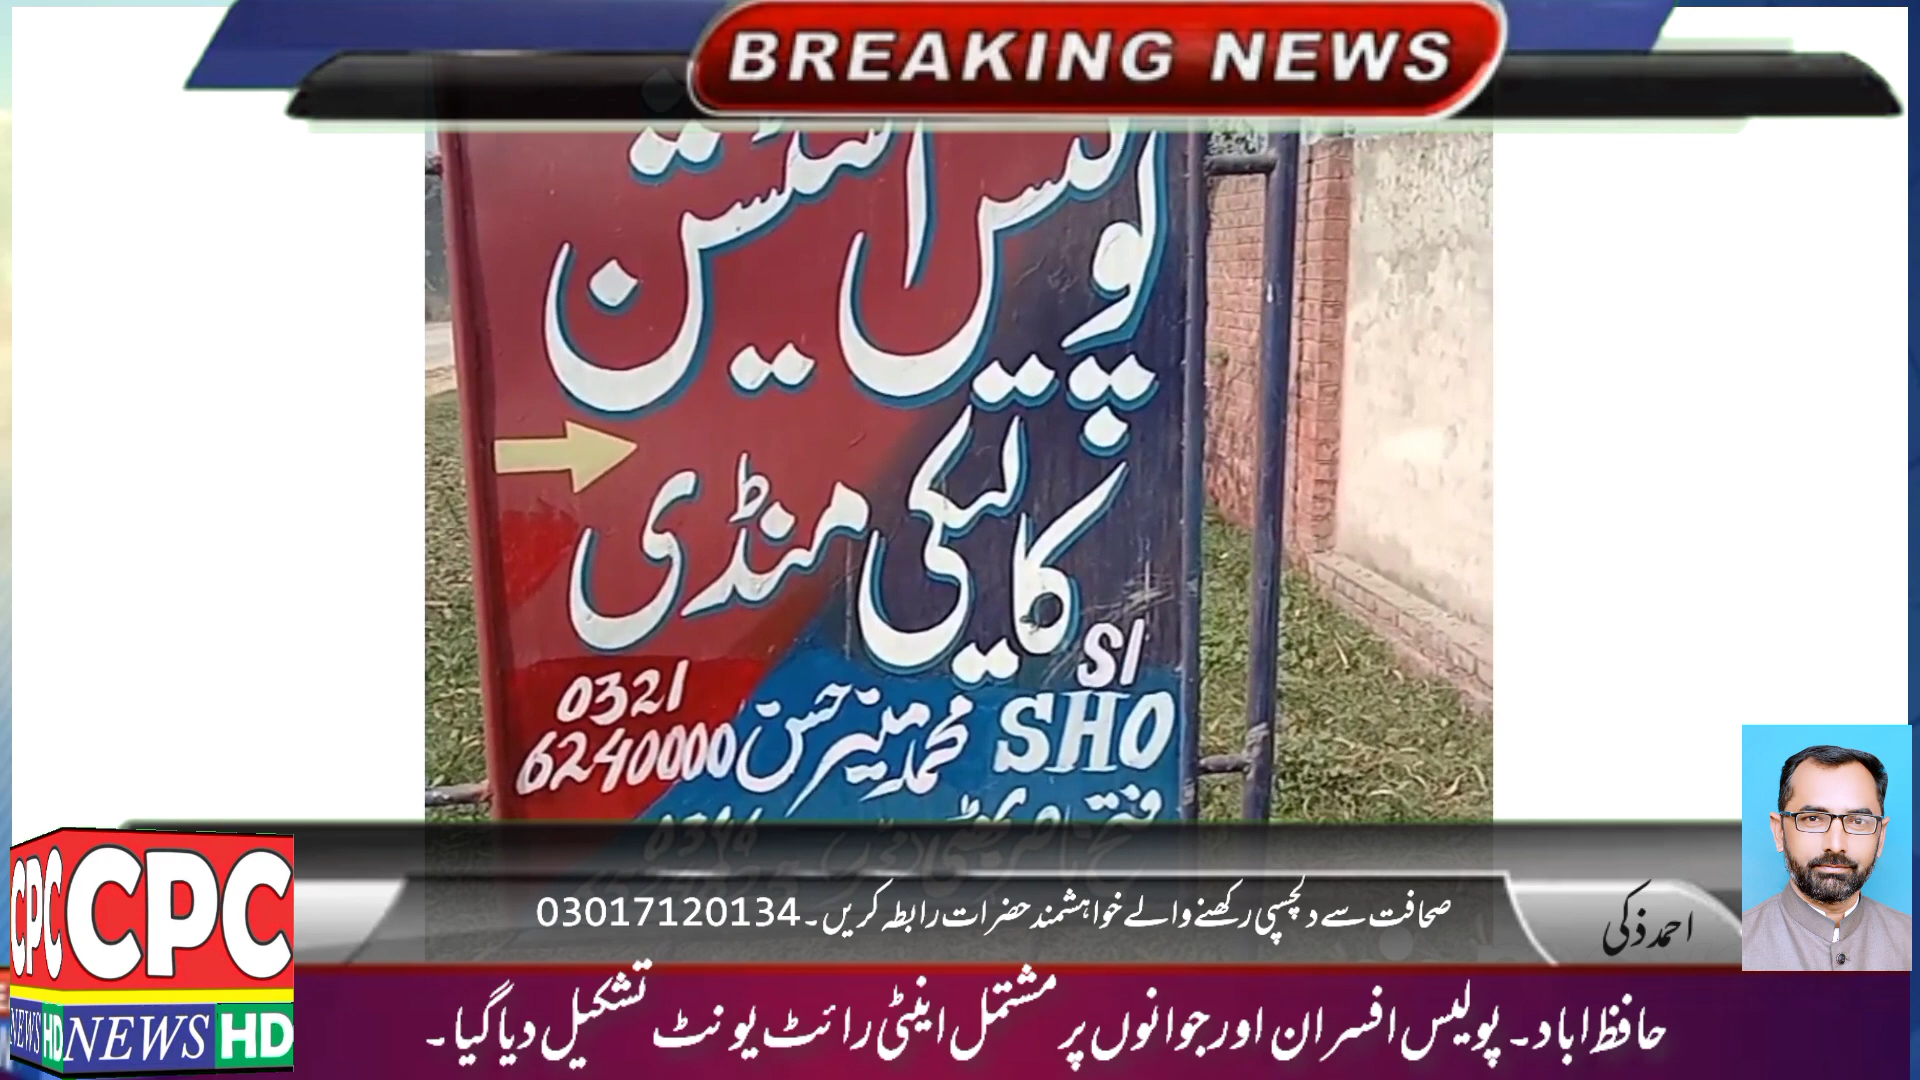 BREAKING NEWS
پولیس اسٹیشن
کالیکی منڈی
SI
SHO محمد منیر حسن 0321
6240000
صحافت سے دلچسپی رکھنے والے خواہشمند حضرات رابطہ کریں۔03017120134
احمد ذکی
حافظ اباد۔ پولیس افسران اور جوانوں پر مشتمل اینٹی رائٹ یونٹ تشکیل دیا گیا۔
CPC CPC
NEWS HD NEWS HD